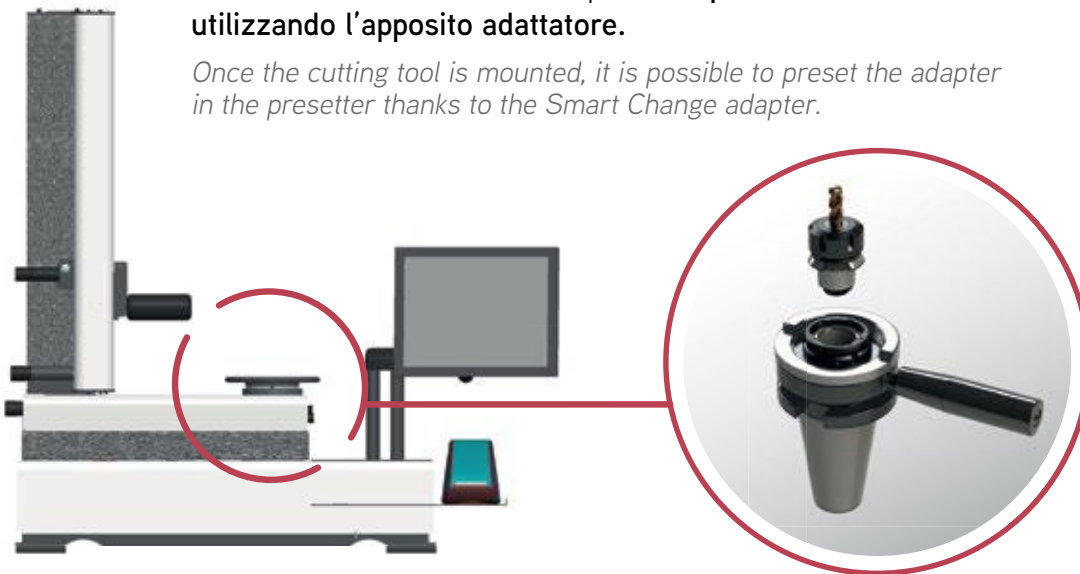 utilizzando l’apposito adattatore.
Once the cutting tool is mounted, it is possible to preset the adapter
in the presetter thanks to the Smart Change adapter.